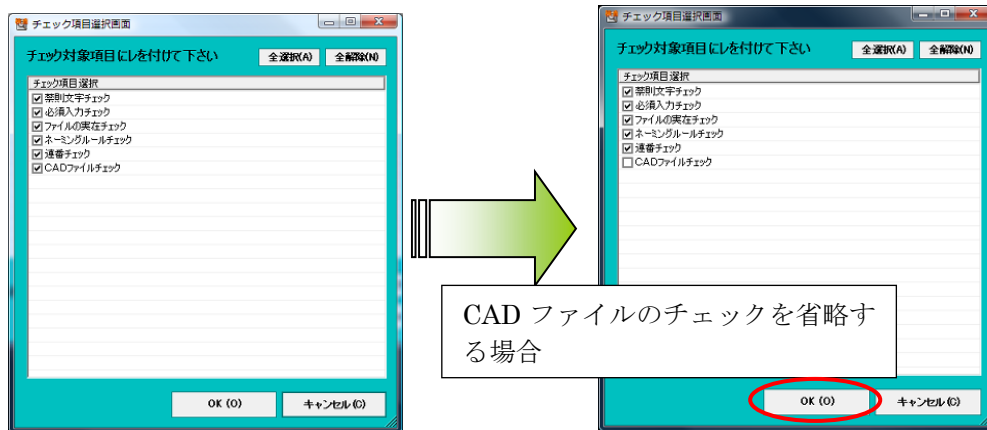 チェック項目選択画面
チェック対象項目にレを付けて下さい 全選択(A) 全解除(N)
チェック項目選択
禁則文字チェック
必須入力チェック
ファイルの実在チェック
ネーミングルールチェック
連番チェック
CADファイルチェック
OK (O) キャンセル(C)
チェック項目選択画面
チェック対象項目にレを付けて下さい 全選択(A) 全解除(N)
チェック項目選択
禁則文字チェック
必須入力チェック
ファイルの実在チェック
ネーミングルールチェック
連番チェック
CADファイルチェック
CAD ファイルのチェックを省略す
る場合
OK (O) キャンセル(C)